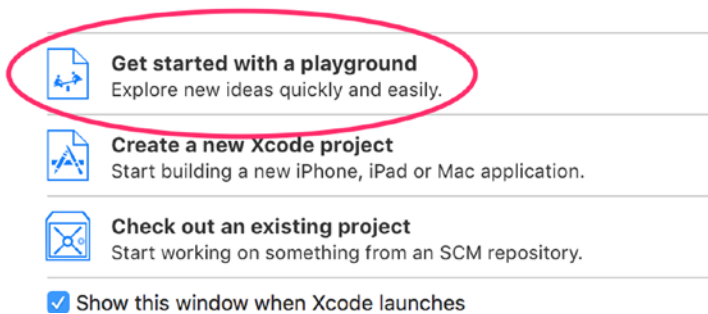 Get started with a playground
Explore new ideas quickly and easily.
Create a new Xcode project
Start building a new iPhone, iPad or Mac application.
Check out an existing project
Start working on something from an SCM repository.
Show this window when Xcode launches